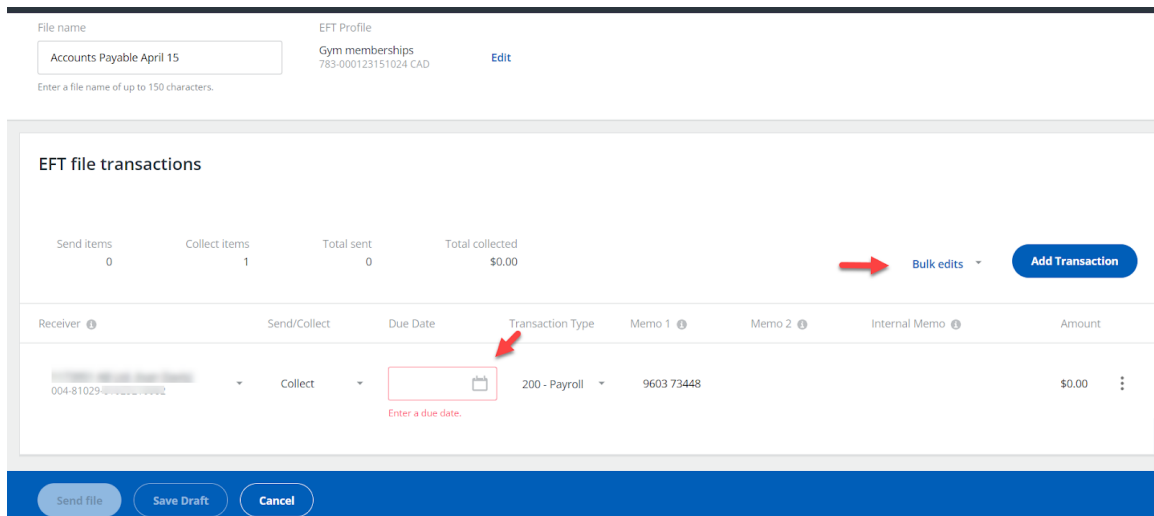 File name
EFT Profile
Accounts Payable April 15
Gym memberships
783-000123151024 CAD
Edit
Enter a file name of up to 150 characters.
EFT file transactions
Send items
Collect items
Total sent
Total collected
0
1
0
$0.00
Bulk edits
Add Transaction
Receiver
Send/Collect
Due Date
Transaction Type
Memo 1
Memo 2
Internal Memo
Amount
004-81029-
Collect
200 - Payroll
9603 73448
$0.00
Enter a due date.
Send file
Save Draft
Cancel